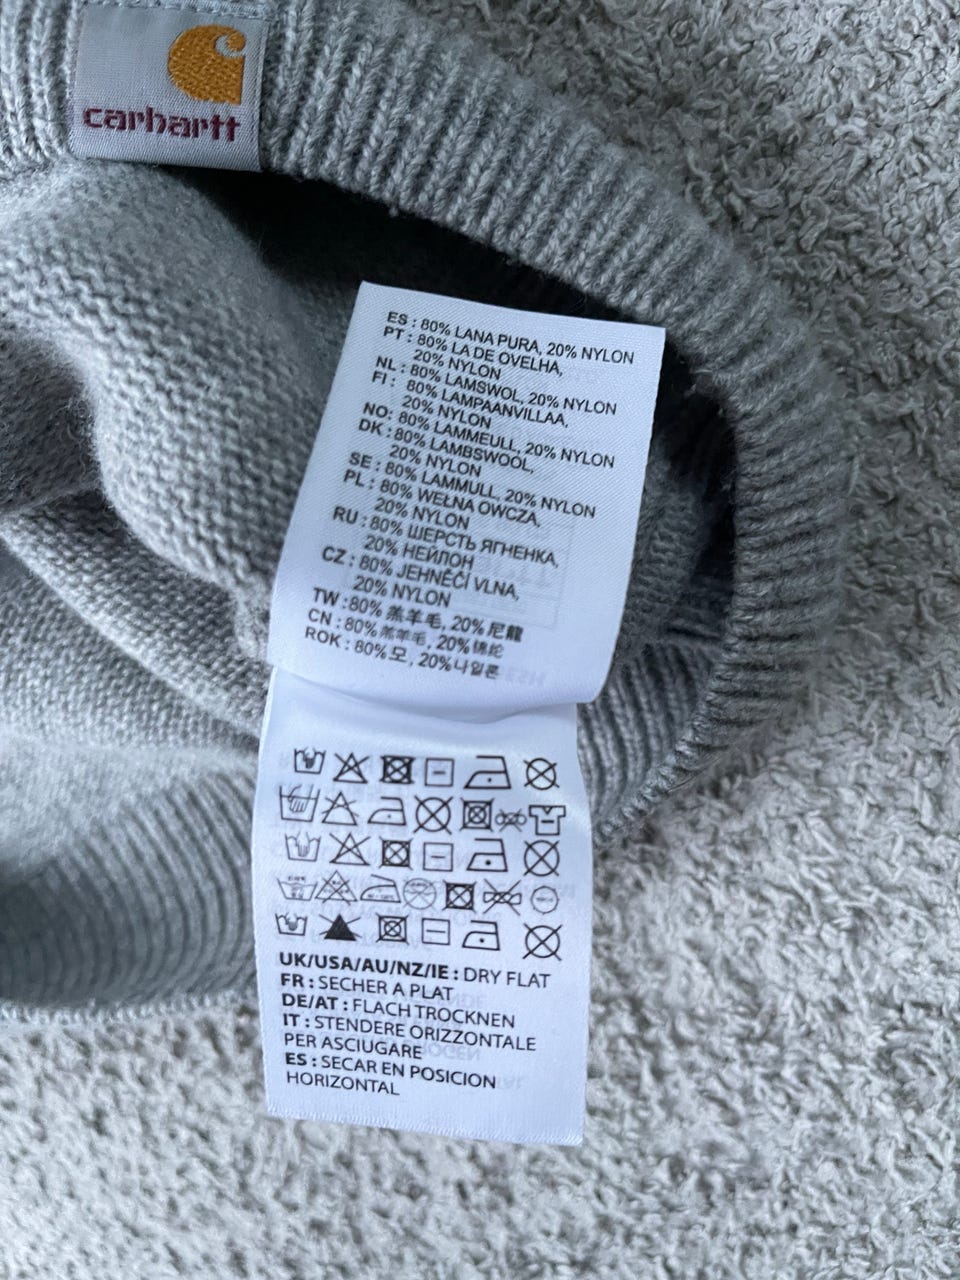 carhartt
ES : 80% LANA PURA, 20% NYLON
PT : 80% LA DE OVELHA,
20% NYLON
NL : 80% LAMSWOL, 20% NYLON
FI : 80% LAMPAANVILLAA,
20% NYLON
NO: 80% LAMMEULL, 20% NYLON
DK : 80% LAMBSWOOL,
20% NYLON
SE : 80% LAMMULL, 20% NYLON
PL : 80% WEŁNA OWCZA,
20% NYLON
RU : 80% ШЕРСТЬ ЯГНЕНКА,
20% НЕЙЛОН
CZ : 80% JEHNĚČÍ VLNA,
20% NYLON
TW :80% 羔羊毛, 20% 尼龍
CN : 80% 羔羊毛, 20%锦纶
ROK : 80%모, 20%나일론
UK/USA/AU/NZ/IE : DRY FLAT
FR : SECHER A PLAT
DE/AT : FLACH TROCKNEN
IT : STENDERE ORIZZONTALE
PER ASCIUGARE
ES : SECAR EN POSICION
HORIZONTAL